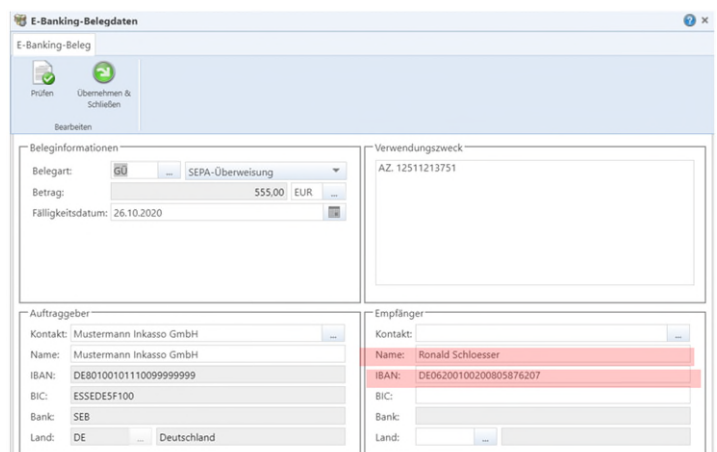 E-Banking-Belegdaten
E-Banking-Beleg
Prüfen
Übernehmen &
Schließen
Bearbeiten
Beleginformationen
Belegart: GÜ ... SEPA-Überweisung
Betrag: 555,00 EUR ...
Fälligkeitsdatum: 26.10.2020
Verwendungszweck
AZ. 12511213751
Auftraggeber
Kontakt: Mustermann Inkasso GmbH ...
Name: Mustermann Inkasso GmbH
IBAN: DE80100101110099999999
BIC: ESSEDE5F100
Bank: SEB
Land: DE ... Deutschland
Empfänger
Kontakt: ...
Name: Ronald Schloesser
IBAN: DE06200100200805876207
BIC:
Bank:
Land: ...